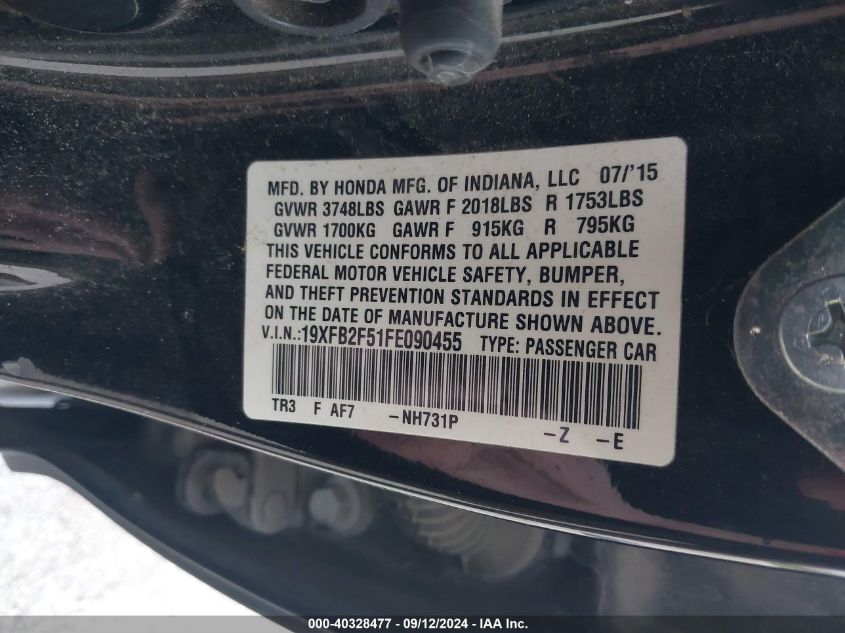 MFD. BY HONDA MFG. OF INDIANA, LLC 07/'15
GVWR 3748LBS GAWR F 2018LBS R 1753LBS
GVWR 1700KG GAWR F 915KG R 795KG
THIS VEHICLE CONFORMS TO ALL APPLICABLE
FEDERAL MOTOR VEHICLE SAFETY, BUMPER,
AND THEFT PREVENTION STANDARDS IN EFFECT
ON THE DATE OF MANUFACTURE SHOWN ABOVE.
V.I.N.:19XFB2F51FE090455 TYPE: PASSENGER CAR
TR3 F AF7 -NH731P -Z -E
000-40328477 - 09/12/2024 - IAA Inc.